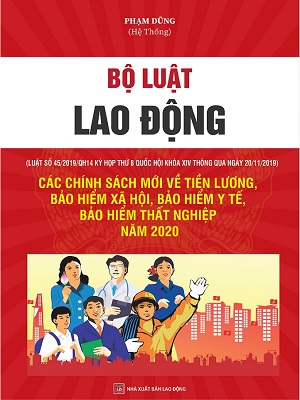 PHẠM DŨNG
(Hệ Thống)
BỘ LUẬT
LAO ĐỘNG
(LUẬT SỐ 45/2019/QH14 KỲ HỌP THỨ 8 QUỐC HỘI KHÓA XIV THÔNG QUA NGÀY 20/11/2019)
CÁC CHÍNH SÁCH MỚI VỀ TIỀN LƯƠNG,
BẢO HIỂM XÃ HỘI, BẢO HIỂM Y TẾ,
BẢO HIỂM THẤT NGHIỆP
NĂM 2020
NHÀ XUẤT BẢN LAO ĐỘNG